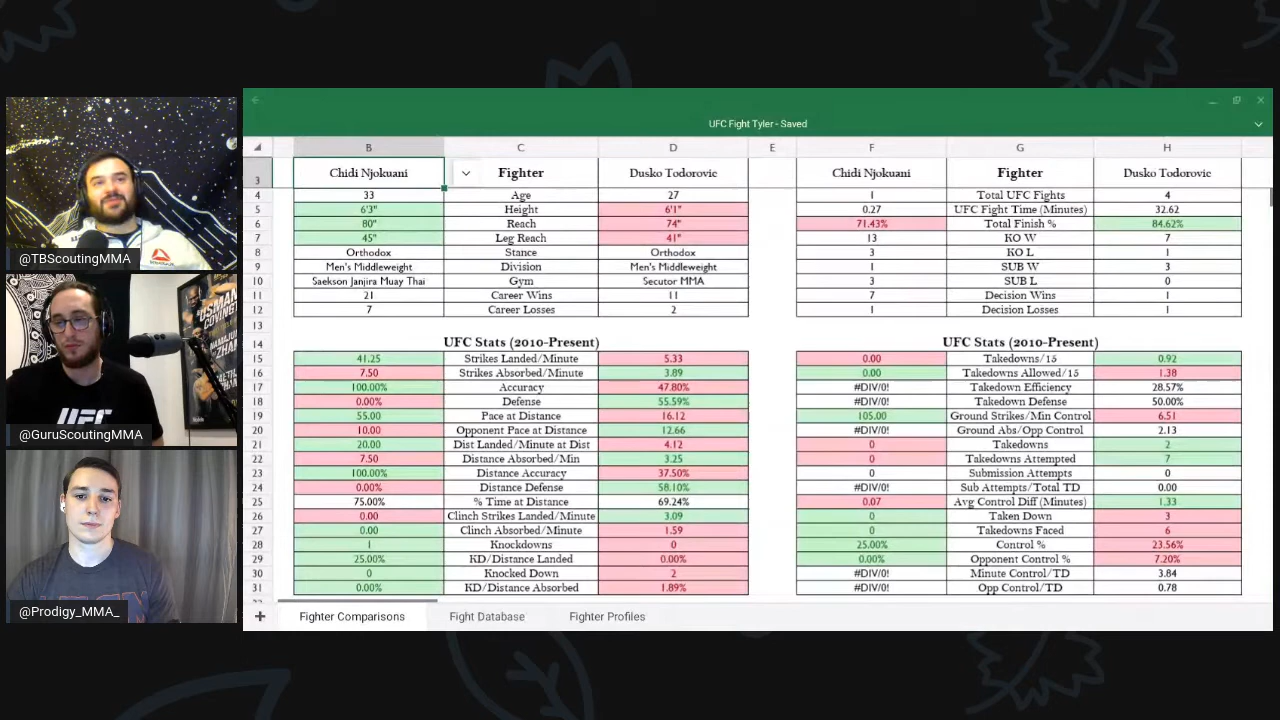 @TBScoutingMMA
UFC
@GuruScoutingMMA
@Prodigy_MMA_
UFC Fight Tyler - Saved
B C D E F G H
3 Chidi Njokuani Fighter Dusko Todorovic Chidi Njokuani Fighter Dusko Todorovic
4 33 Age 27 1 Total UFC Fights 4
5 6'3" Height 6'1" 0.27 UFC Fight Time (Minutes) 32.62
6 80" Reach 74" 71.43% Total Finish % 84.62%
7 45" Leg Reach 41" 13 KO W 7
8 Orthodox Stance Orthodox 3 KO L 1
9 Men's Middleweight Division Men's Middleweight 1 SUB W 3
10 Saekson Janjira Muay Thai Gym Secutor MMA 3 SUB L 0
11 21 Career Wins 11 7 Decision Wins 1
12 7 Career Losses 2 1 Decision Losses 1
13
14 UFC Stats (2010-Present) UFC Stats (2010-Present)
15 41.25 Strikes Landed/Minute 5.33 0.00 Takedowns/15 0.92
16 7.50 Strikes Absorbed/Minute 3.89 0.00 Takedowns Allowed/15 1.38
17 100.00% Accuracy 47.80% #DIV/0! Takedown Efficiency 28.57%
18 0.00% Defense 55.59% #DIV/0! Takedown Defense 50.00%
19 55.00 Pace at Distance 16.12 105.00 Ground Strikes/Min Control 6.51
20 10.00 Opponent Pace at Distance 12.66 #DIV/0! Ground Abs/Opp Control 2.13
21 20.00 Dist Landed/Minute at Dist 4.12 0 Takedowns 2
22 7.50 Distance Absorbed/Min 3.25 0 Takedowns Attempted 7
23 100.00% Distance Accuracy 37.50% 0 Submission Attempts 0
24 0.00% Distance Defense 58.10% #DIV/0! Sub Attempts/Total TD 0.00
25 75.00% % Time at Distance 69.24% 0.07 Avg Control Diff (Minutes) 1.33
26 0.00 Clinch Strikes Landed/Minute 3.09 0 Taken Down 3
27 0.00 Clinch Absorbed/Minute 1.59 0 Takedowns Faced 6
28 1 Knockdowns 0 25.00% Control % 23.56%
29 25.00% KD/Distance Landed 0.00% 0.00% Opponent Control % 7.20%
30 0 Knocked Down 2 #DIV/0! Minute Control/TD 3.84
31 0.00% KD/Distance Absorbed 1.89% #DIV/0! Opp Control/TD 0.78
Fighter Comparisons Fight Database Fighter Profiles